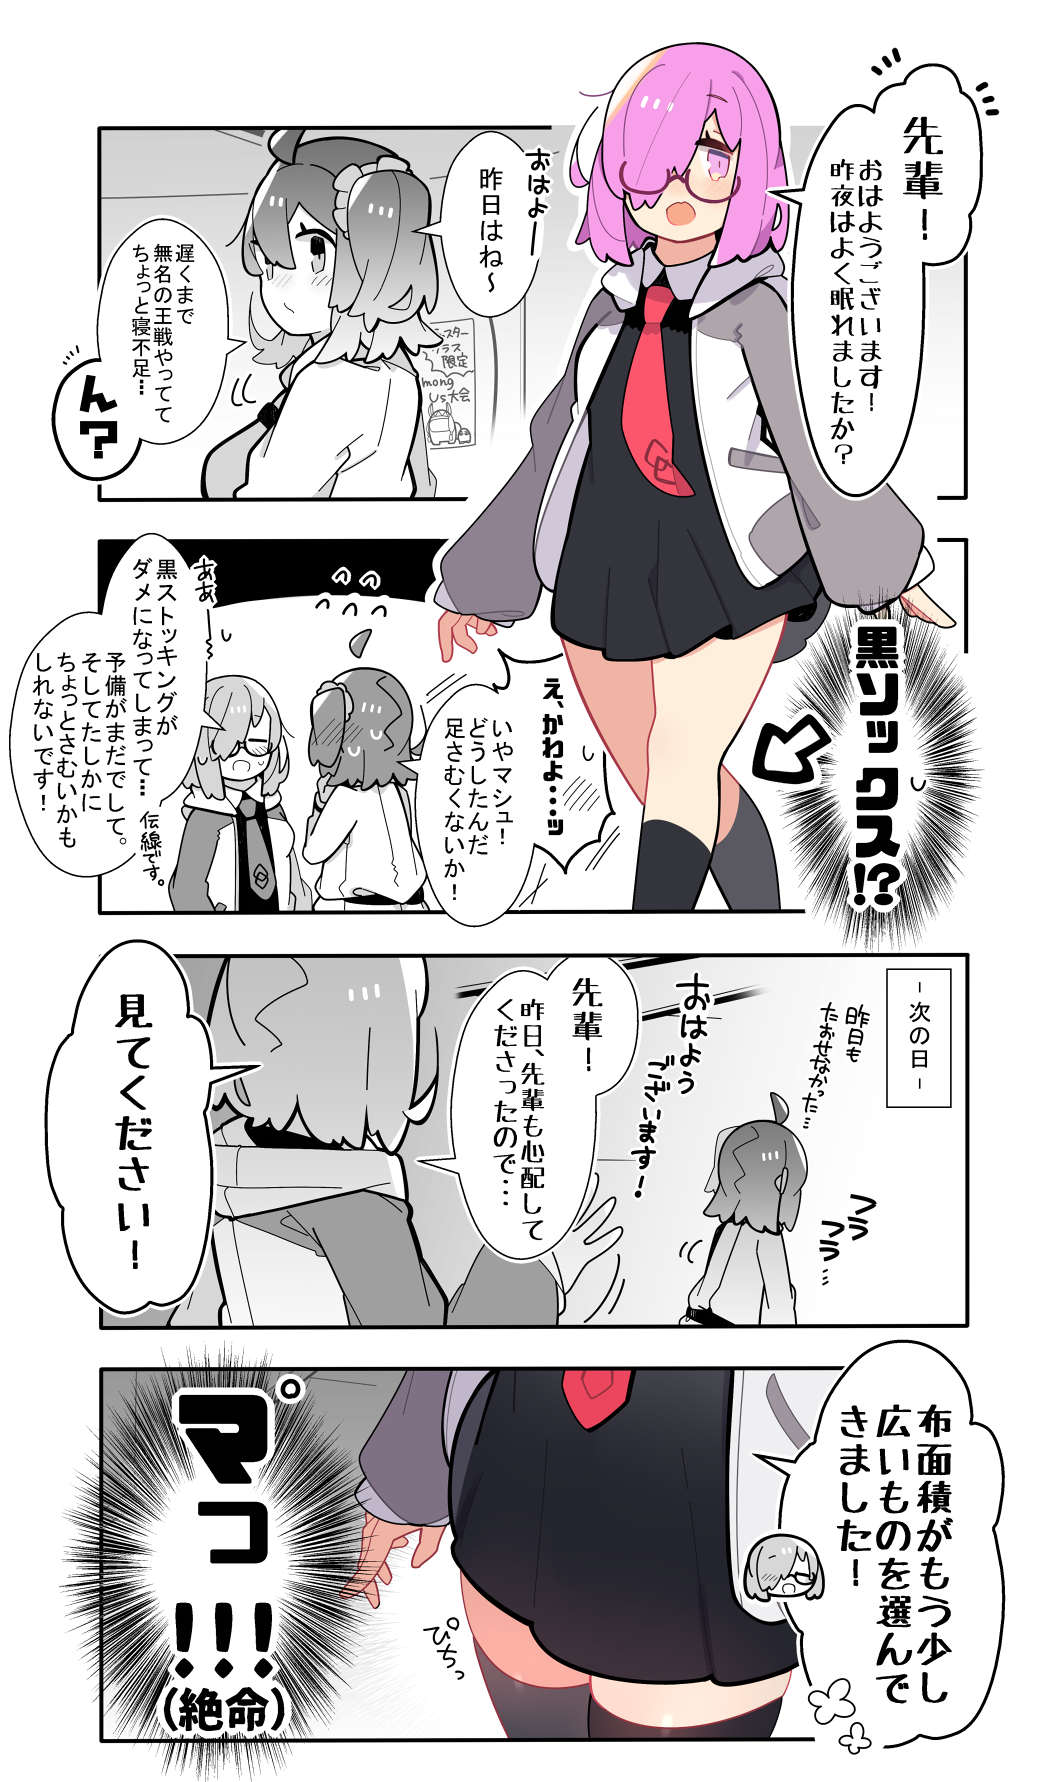 先輩！
おはようございます！
昨夜はよく眠れましたか？
おはよー
昨日はね～
遅くまで
無名の王戦やってて
ちょっと寝不足…
ん？
限定
mong
Us大会
黒ソックス!?
え、かわよ・・・ッ
いやマシュ！
どうしたんだ
足さむくないか！
ああ
黒ストッキングが
ダメになってしまって…
伝線です。
予備がまだでして。
そしてたしかに
ちょっとさむいかも
しれないです！
- 次の日 -
昨日も
たおせなかった…
フラ
フラ…
おはよう
ございます！
先輩！
昨日、先輩も心配して
くださったので・・・
見てください！
布面積がもう少し
広いものを選んで
きました！
ぴちっ
マ゜
コ
!!!
(絶命)